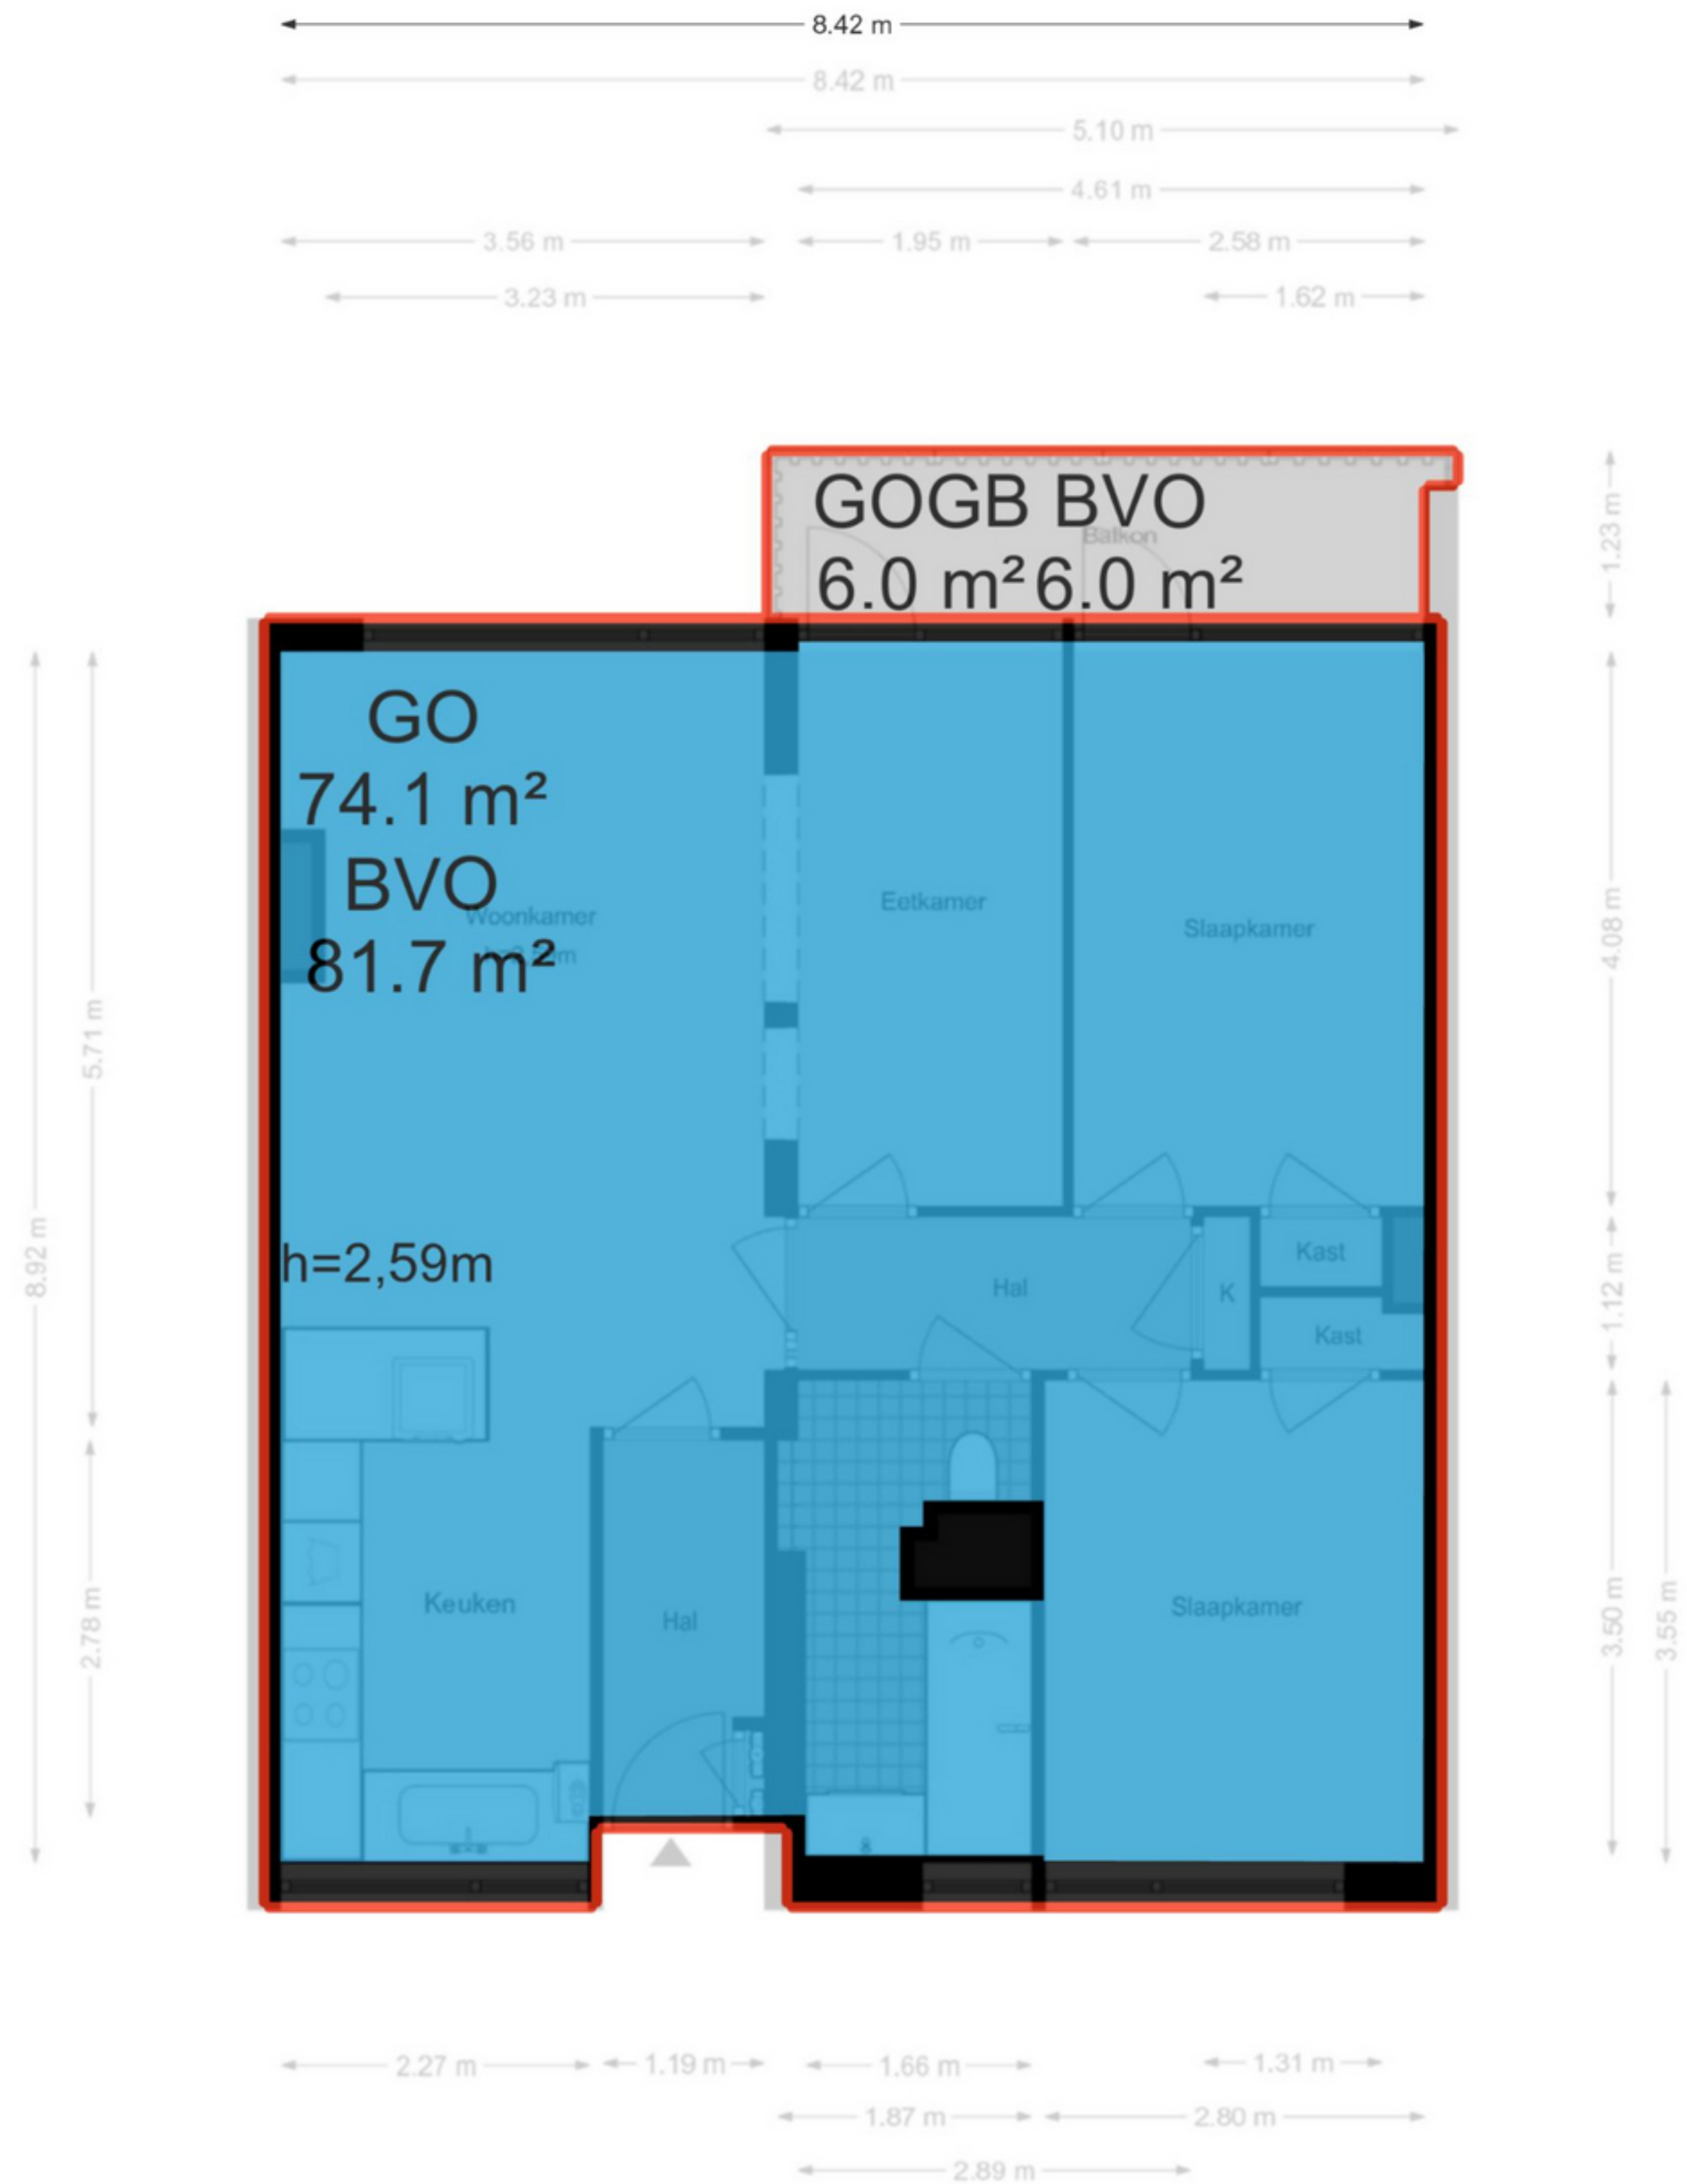 8.42 m
8.42 m
5.10 m
4.61 m
3.56 m
1.95 m
2.58 m
3.23 m
1.62 m
GOGB BVO
Balkon
6.0 m² 6.0 m²
1.23 m
GO
74.1 m²
BVO
Woonkamer
81.7 m²
Eetkamer
Slaapkamer
4.08 m
5.71 m
8.92 m
h=2,59m
Hal
K
Kast
Kast
1.12 m
Keuken
Hal
Slaapkamer
2.78 m
3.50 m
3.55 m
2.27 m
1.19 m
1.66 m
1.31 m
1.87 m
2.80 m
2.89 m